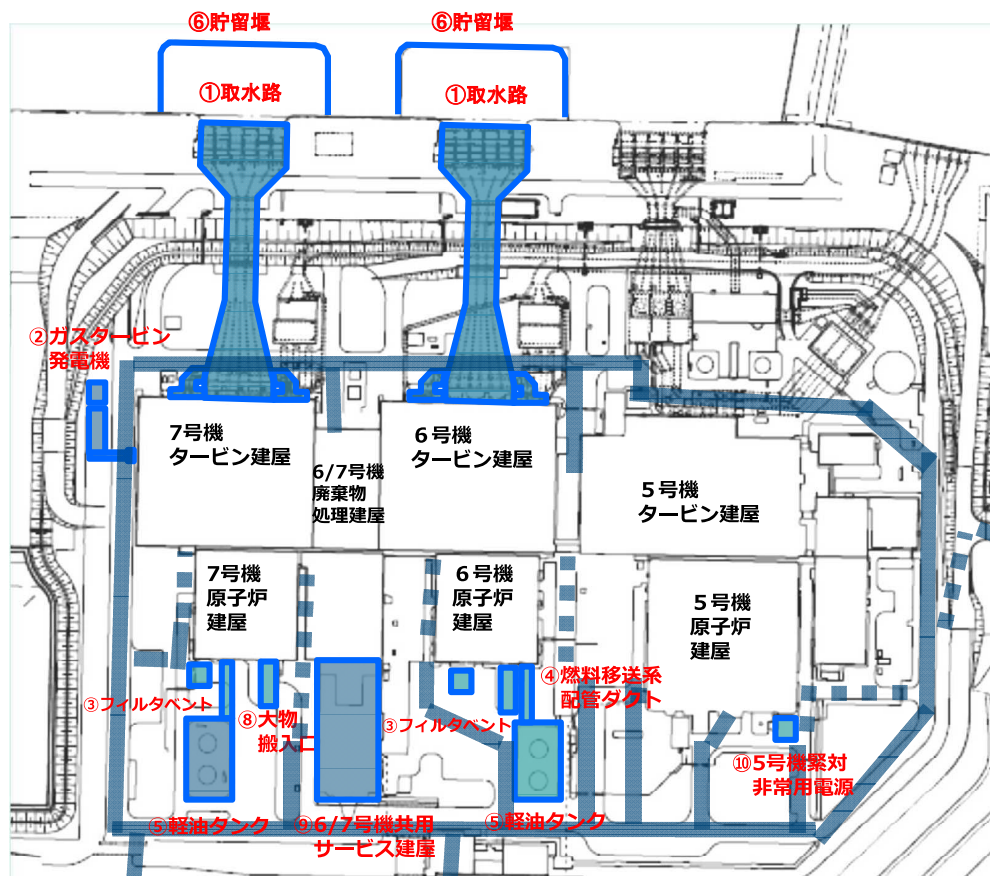 ⑥貯留堰
⑥貯留堰
①取水路
①取水路
②ガスタービン
発電機
7号機
タービン建屋
6/7号機
廃棄物
処理建屋
６号機
タービン建屋
５号機
タービン建屋
7号機
原子炉
建屋
６号機
原子炉
建屋
５号機
原子炉
建屋
③フィルタベント
⑧大物
搬入口
③フィルタベント
④燃料移送系
配管ダクト
⑩5号機緊対
非常用電源
⑤軽油タンク
⑨6/7号機共用
サービス建屋
⑤軽油タンク